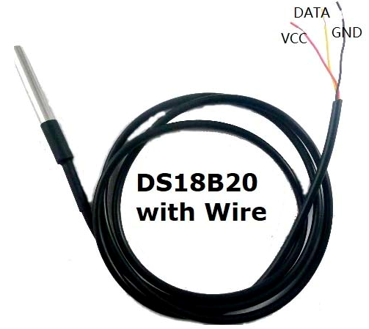 DATA
VCC
GND
DS18B20
with Wire